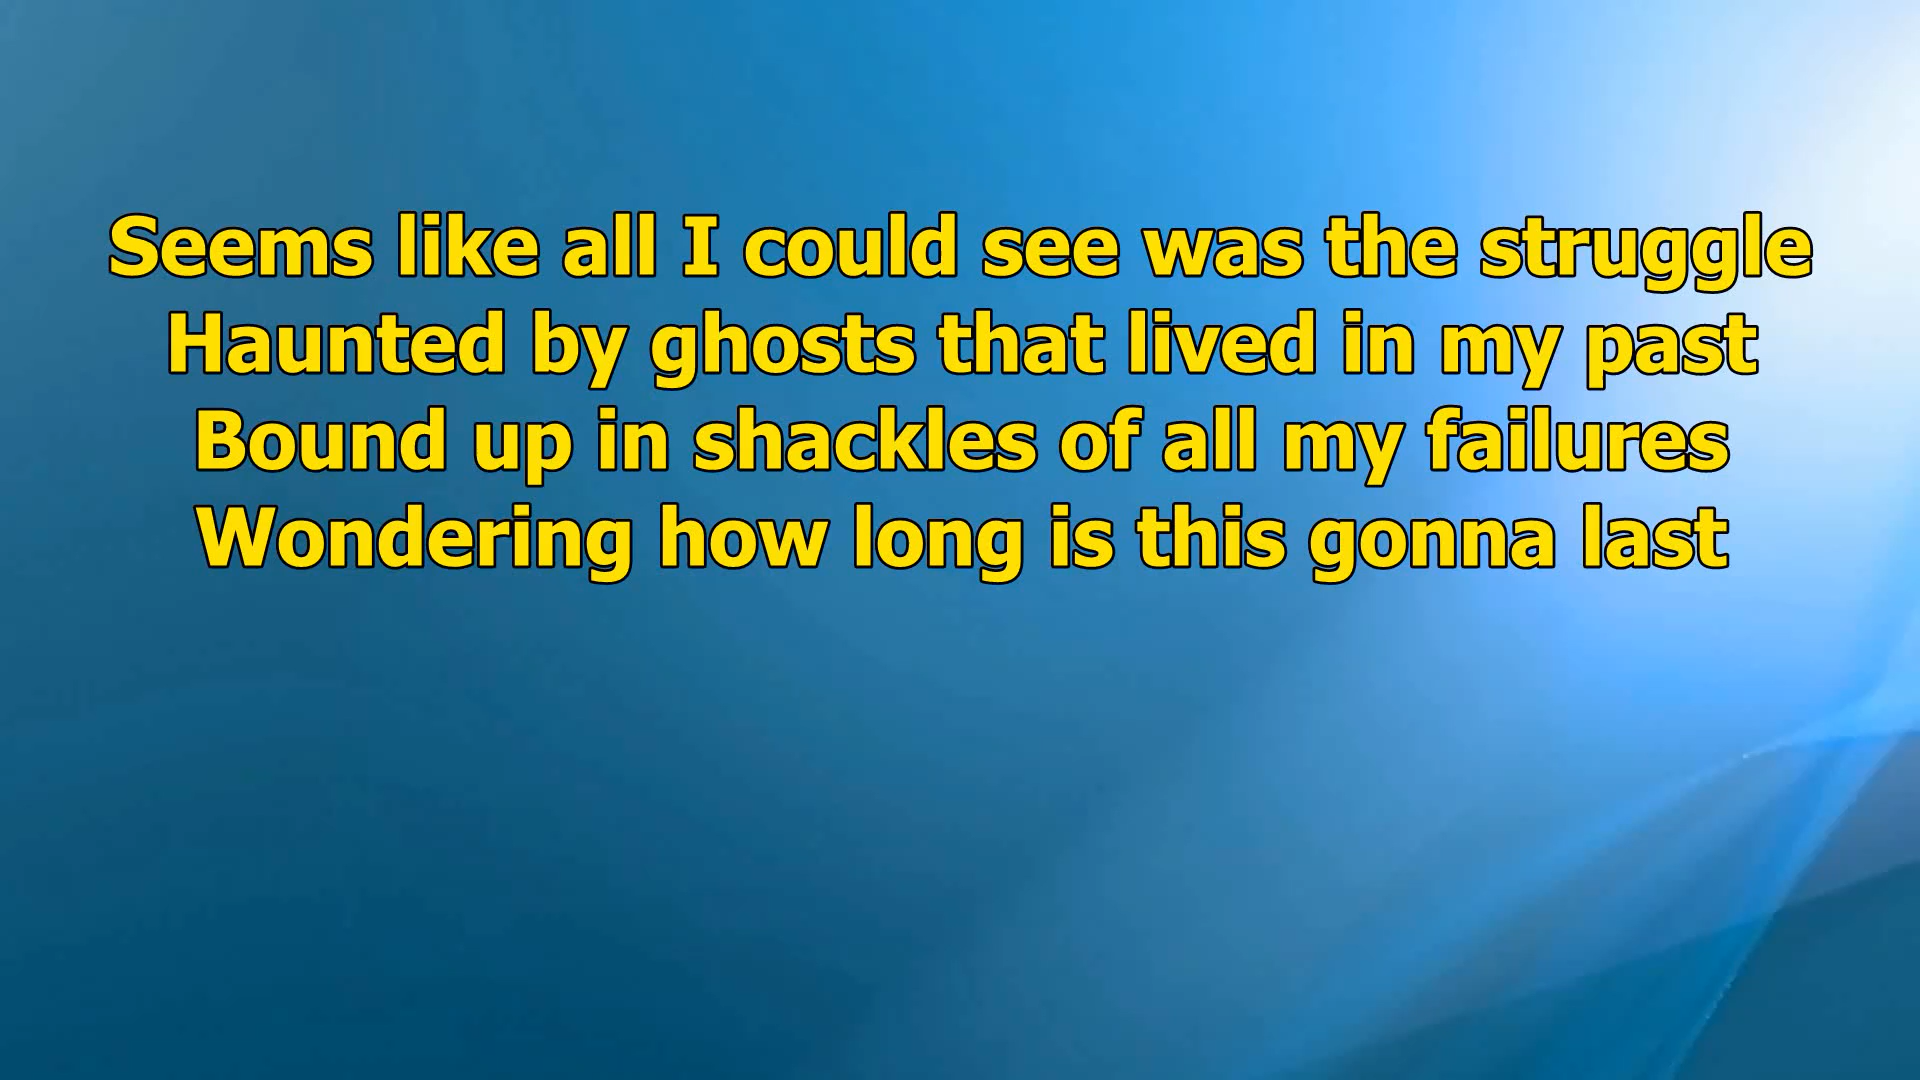 Seems like all I could see was the struggle
Haunted by ghosts that lived in my past
Bound up in shackles of all my failures
Wondering how long is this gonna last